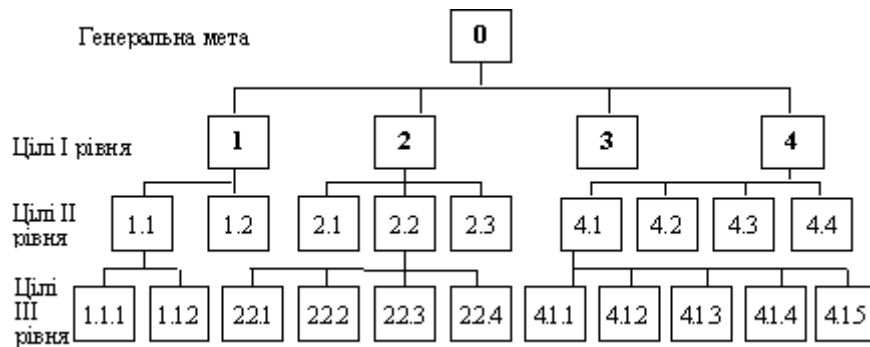 Генеральна мета 0
Цілі I рівня 1 2 3 4
Цілі II рівня 1.1 1.2 2.1 2.2 2.3 4.1 4.2 4.3 4.4
Цілі III рівня 1.1.1 1.1.2 2.2.1 2.2.2 2.2.3 2.2.4 4.1.1 4.1.2 4.1.3 4.1.4 4.1.5